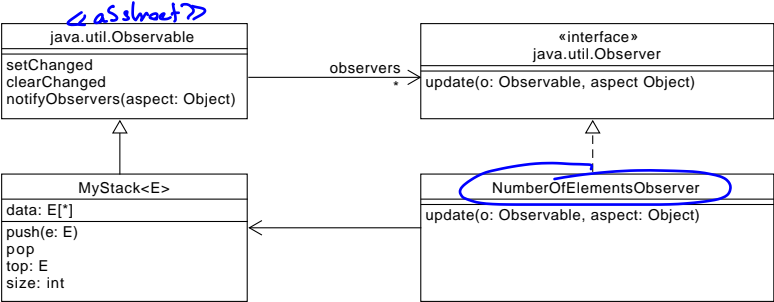 <<abstract>>
java.util.Observable
setChanged
clearChanged
notifyObservers(aspect: Object)
observers
*
«interface»
java.util.Observer
update(o: Observable, aspect Object)
MyStack<E>
data: E[*]
push(e: E)
pop
top: E
size: int
NumberOfElementsObserver
update(o: Observable, aspect: Object)